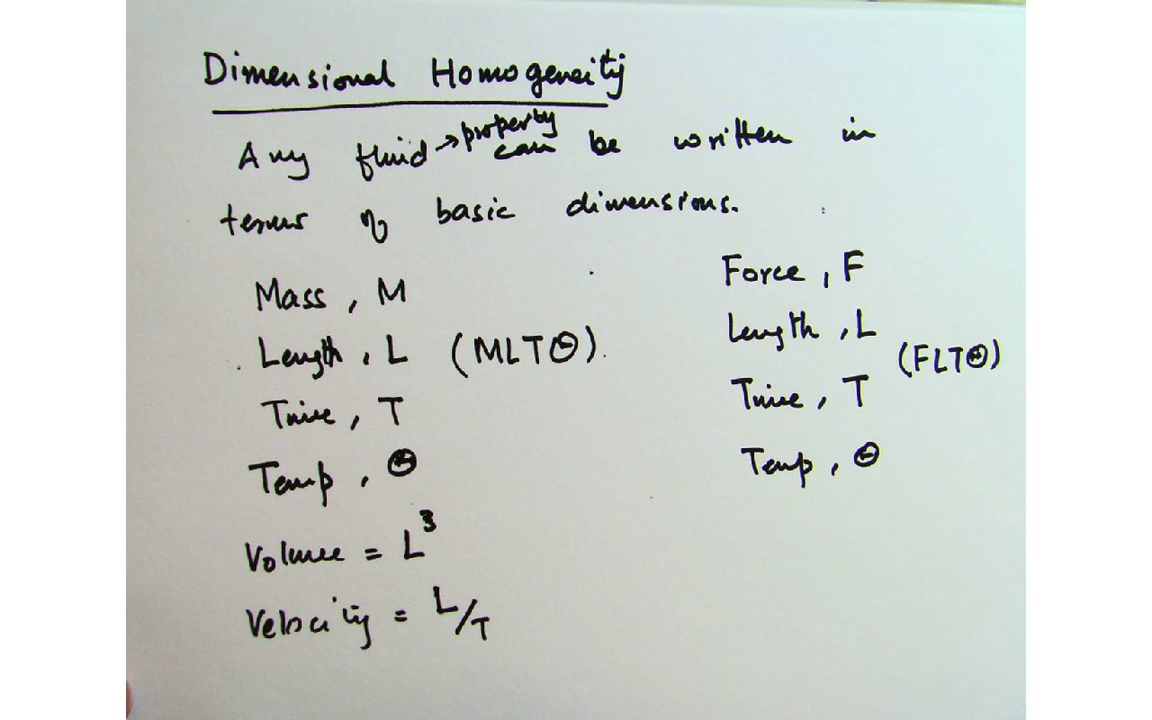 Dimensional Homogeneity
Any fluid → property can be written in
terms of basic dimensions.
Mass, M
Length, L (MLTΘ).
Time, T
Temp, Θ
Volume = L³
Velocity = L/T
Force, F
Length, L
(FLTΘ)
Time, T
Temp, Θ